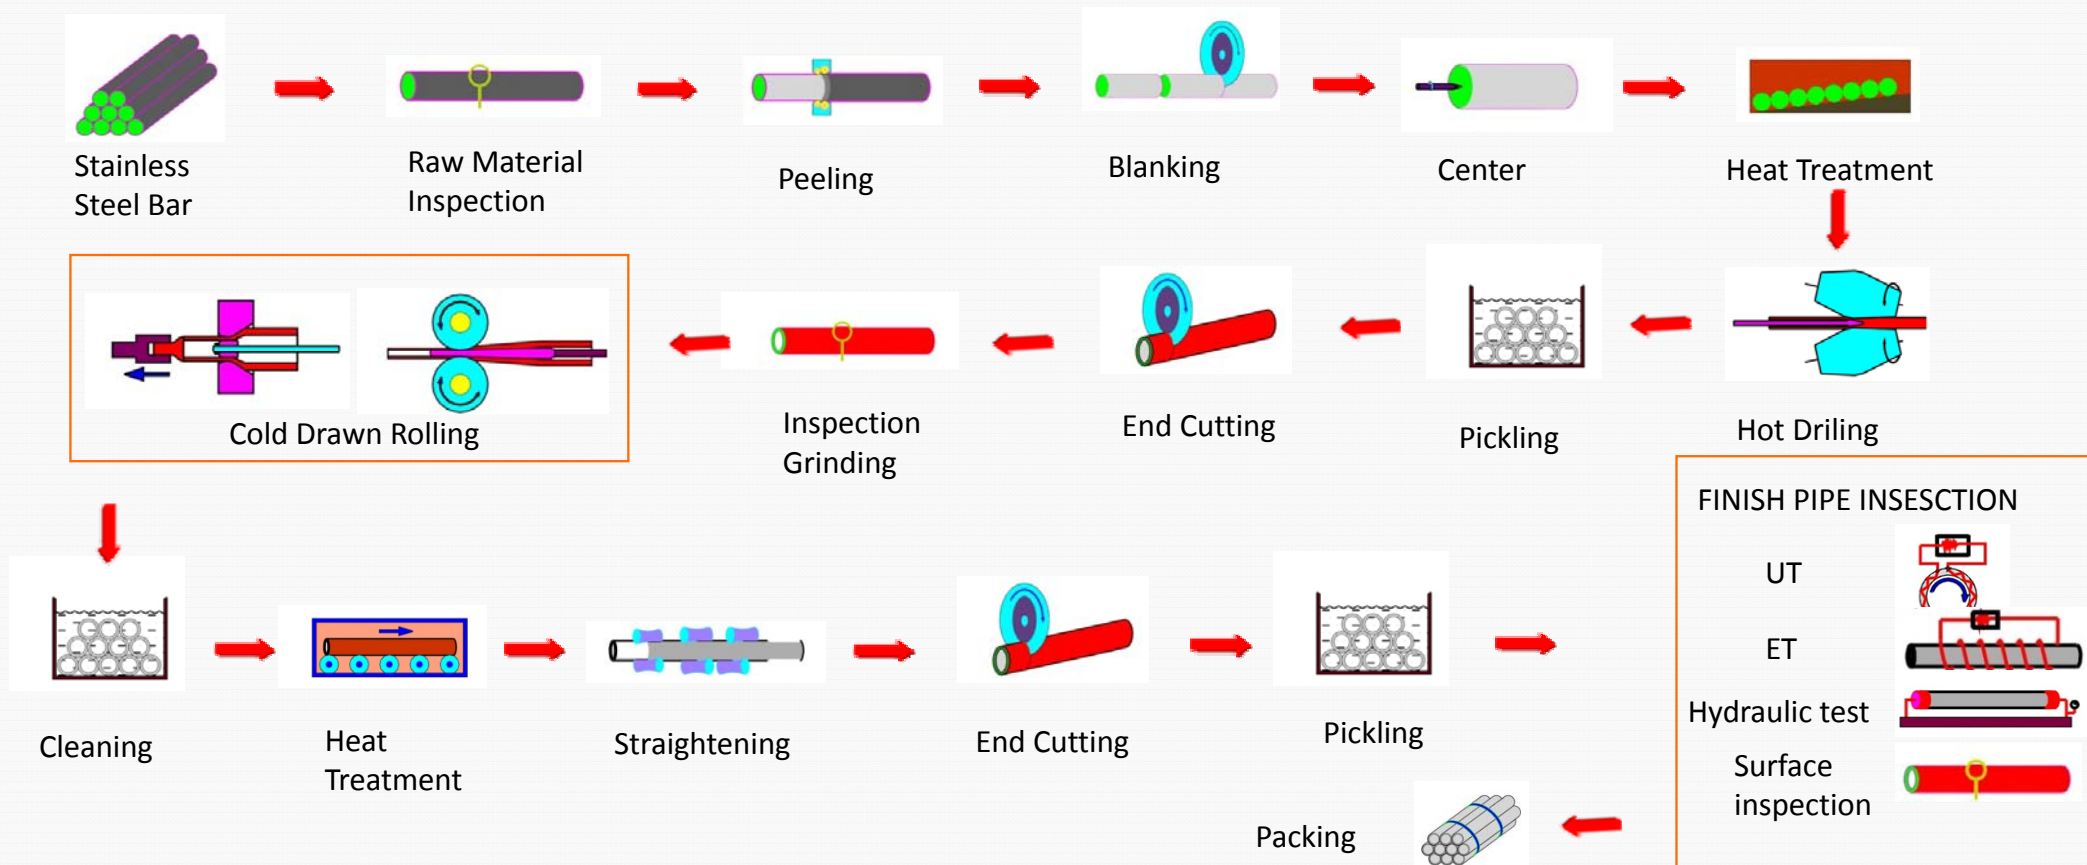 Stainless
Steel Bar
Raw Material
Inspection
Peeling
Blanking
Center
Heat Treatment
Hot Driling
Pickling
End Cutting
Inspection
Grinding
Cold Drawn Rolling
Cleaning
Heat
Treatment
Straightening
End Cutting
Pickling
FINISH PIPE INSESCTION
UT
ET
Hydraulic test
Surface
inspection
Packing